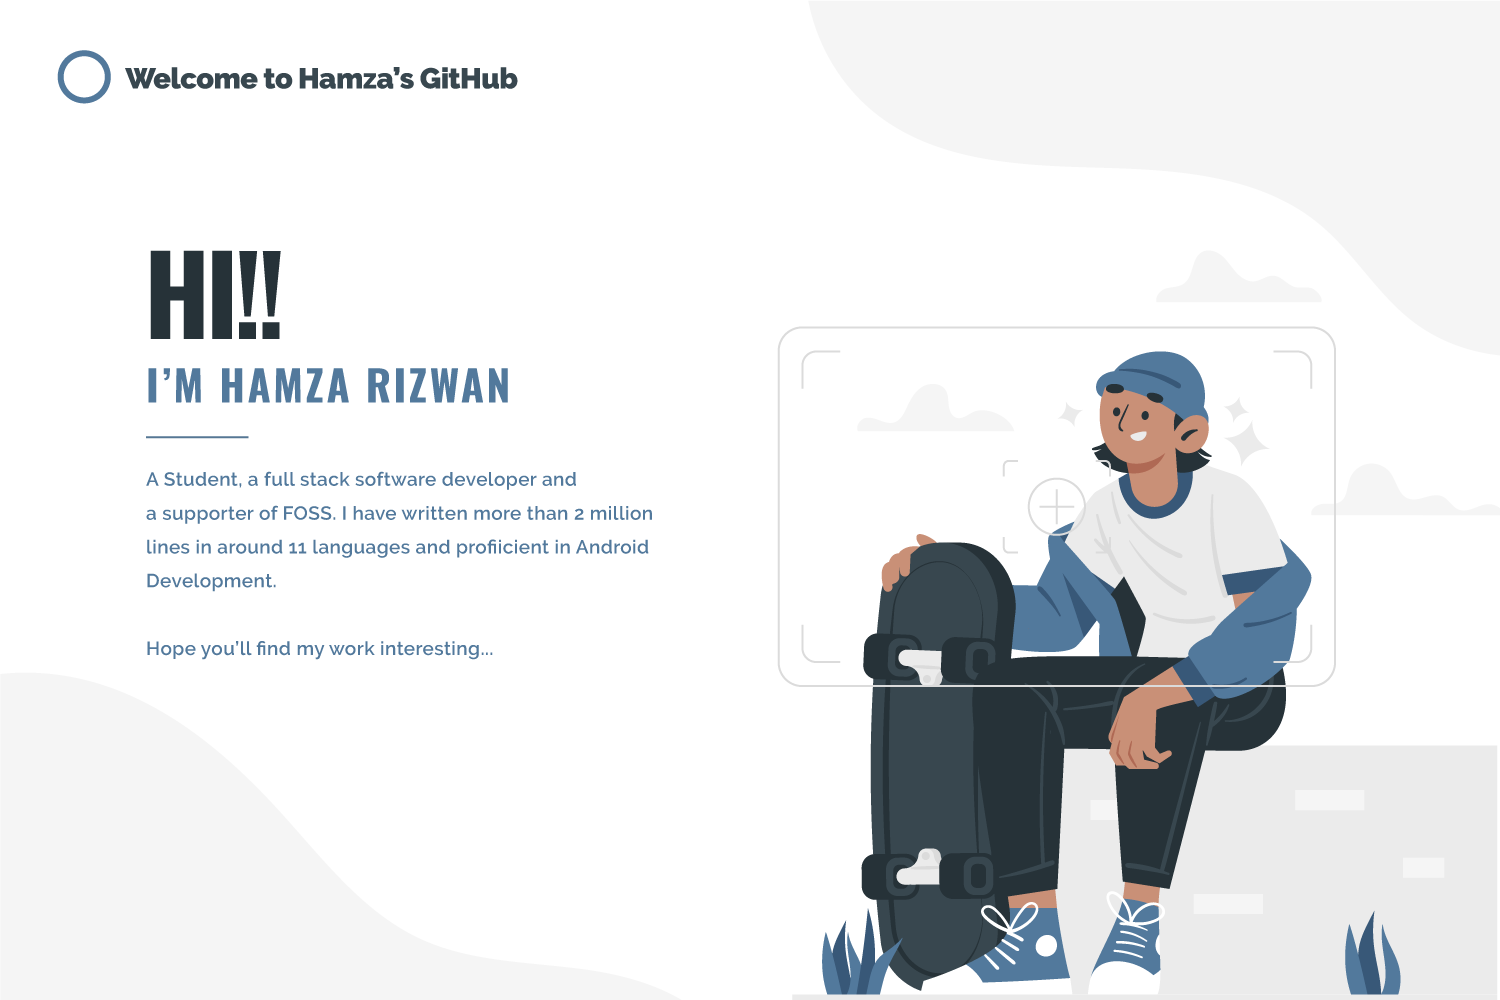 Welcome to Hamza’s GitHub
HI!!
I’M HAMZA RIZWAN
A Student, a full stack software developer and
a supporter of FOSS. I have written more than 2 million
lines in around 11 languages and profiicient in Android
Development.
Hope you’ll find my work interesting...